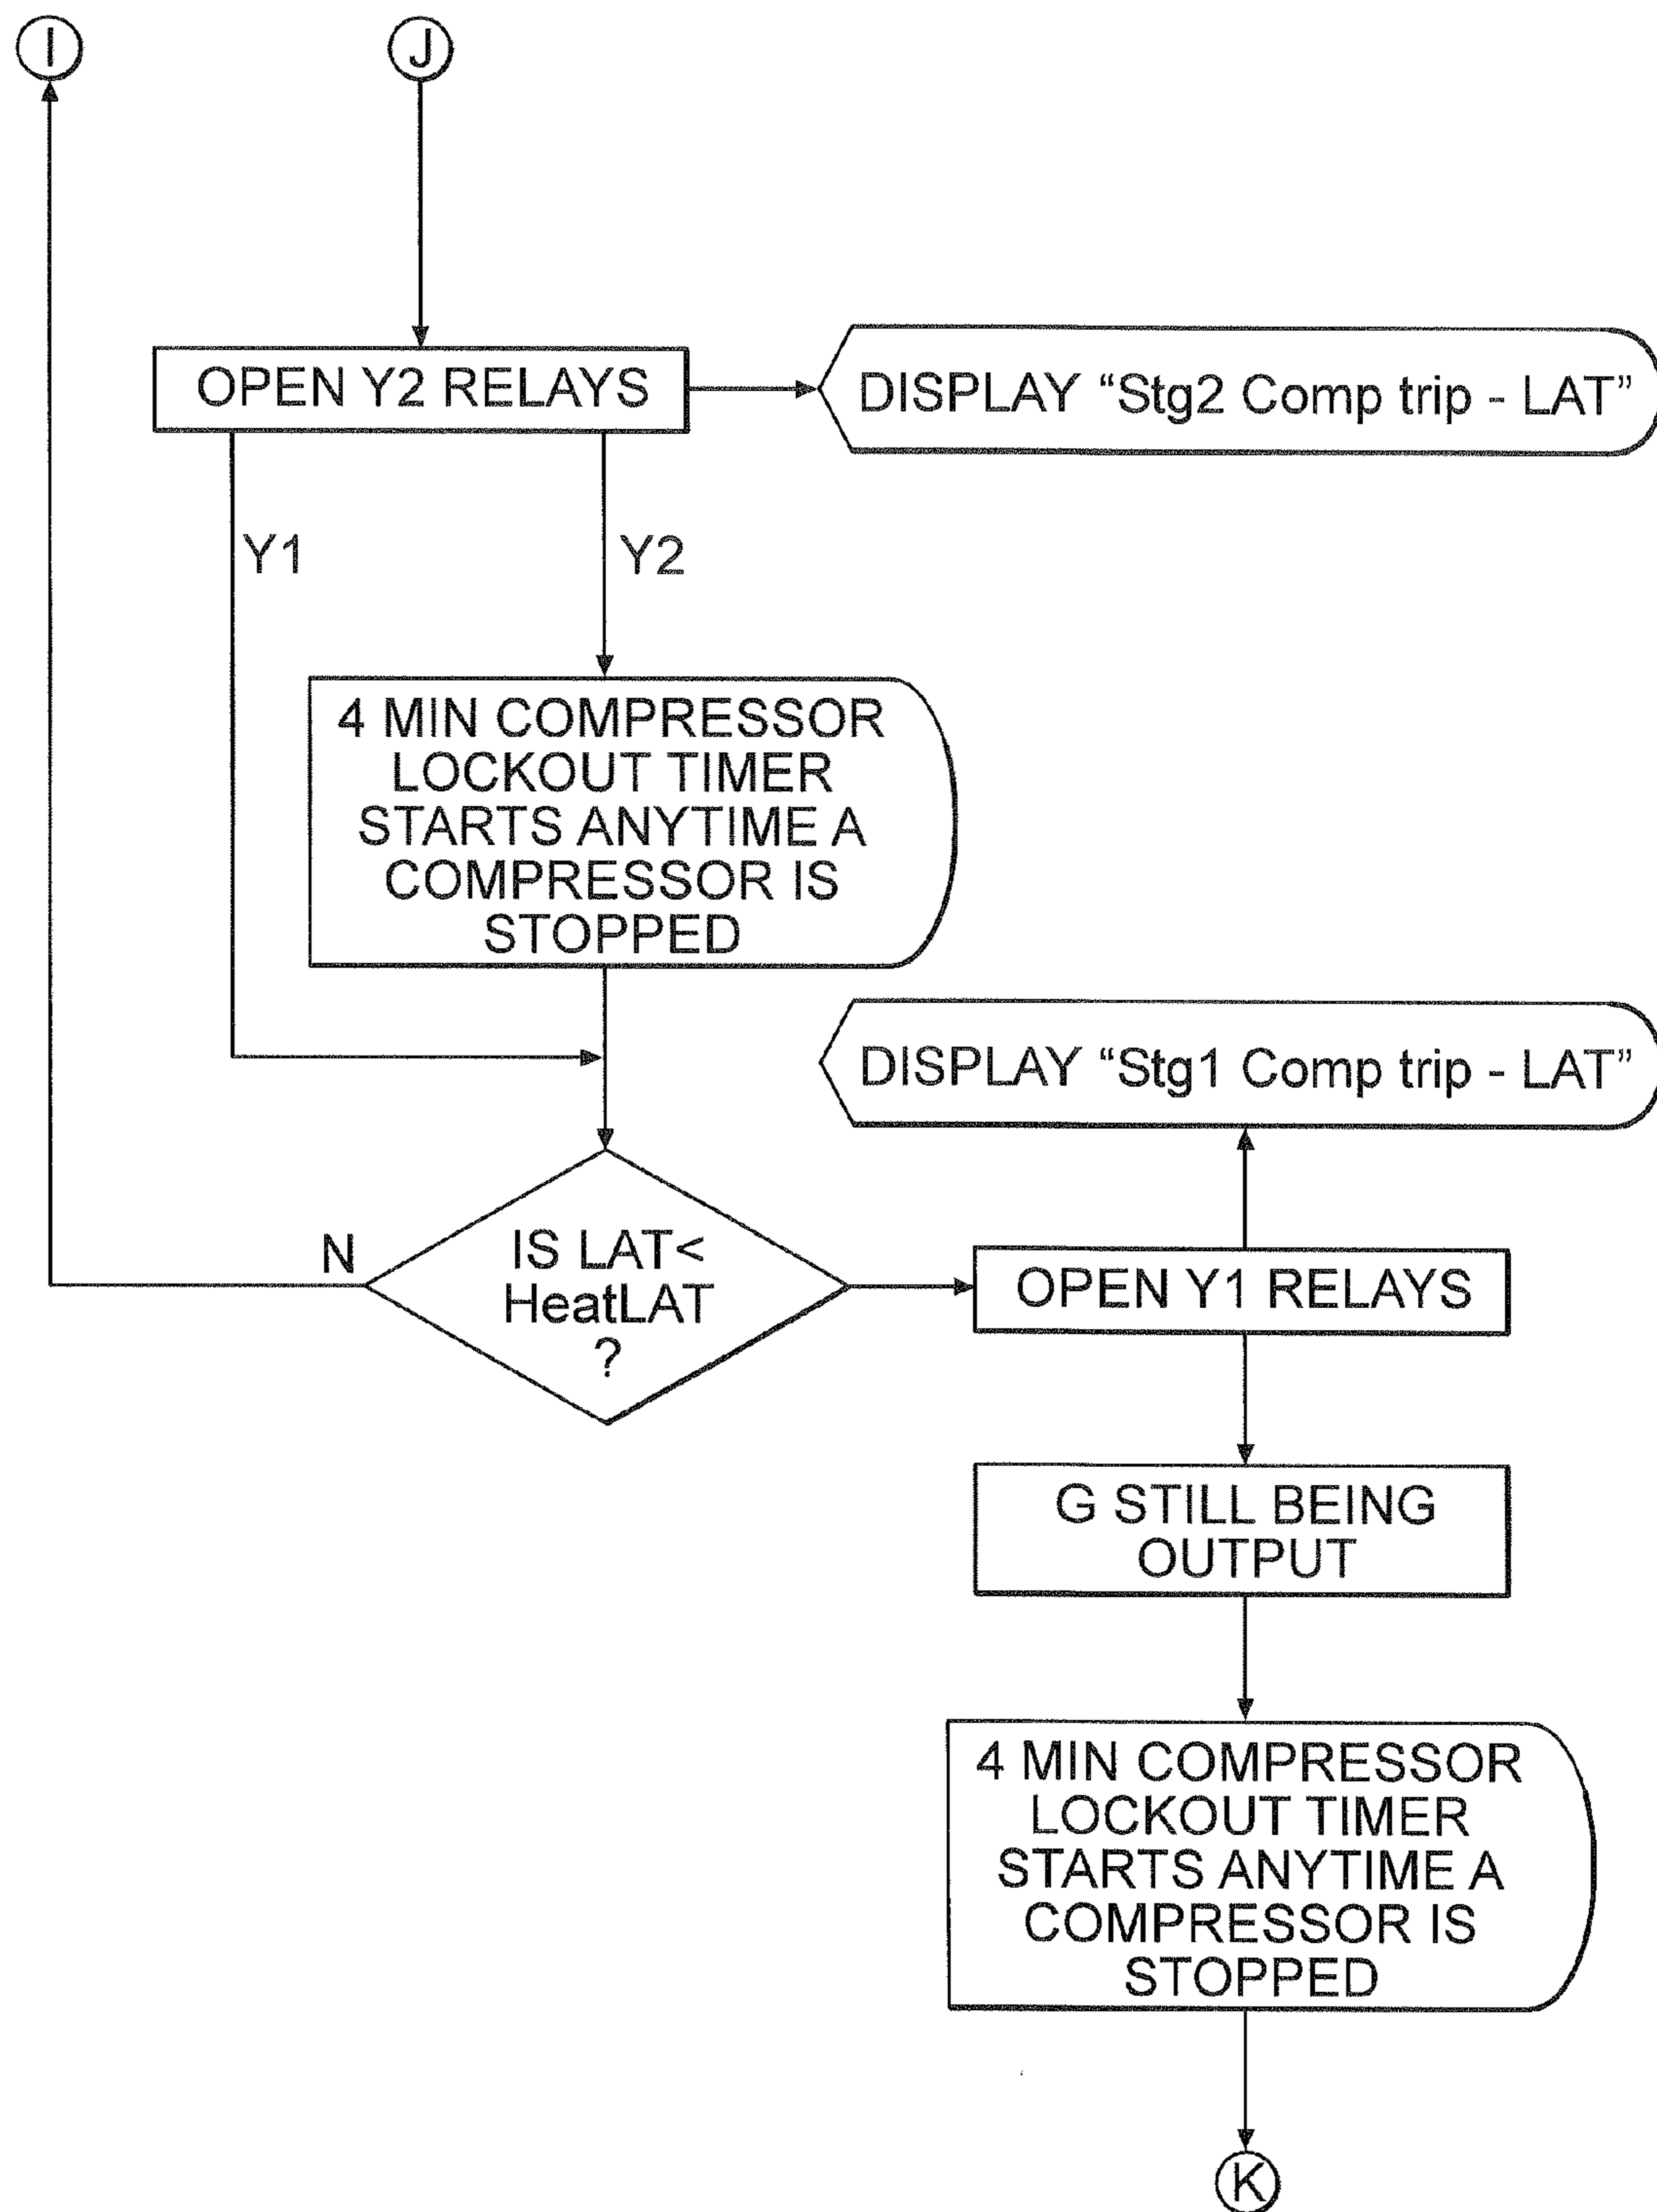 I
J
OPEN Y2 RELAYS
DISPLAY “Stg2 Comp trip - LAT”
Y1
Y2
4 MIN COMPRESSOR
LOCKOUT TIMER
STARTS ANYTIME A
COMPRESSOR IS
STOPPED
DISPLAY “Stg1 Comp trip - LAT”
N
IS LAT<
HeatLAT
?
OPEN Y1 RELAYS
G STILL BEING
OUTPUT
4 MIN COMPRESSOR
LOCKOUT TIMER
STARTS ANYTIME A
COMPRESSOR IS
STOPPED
K